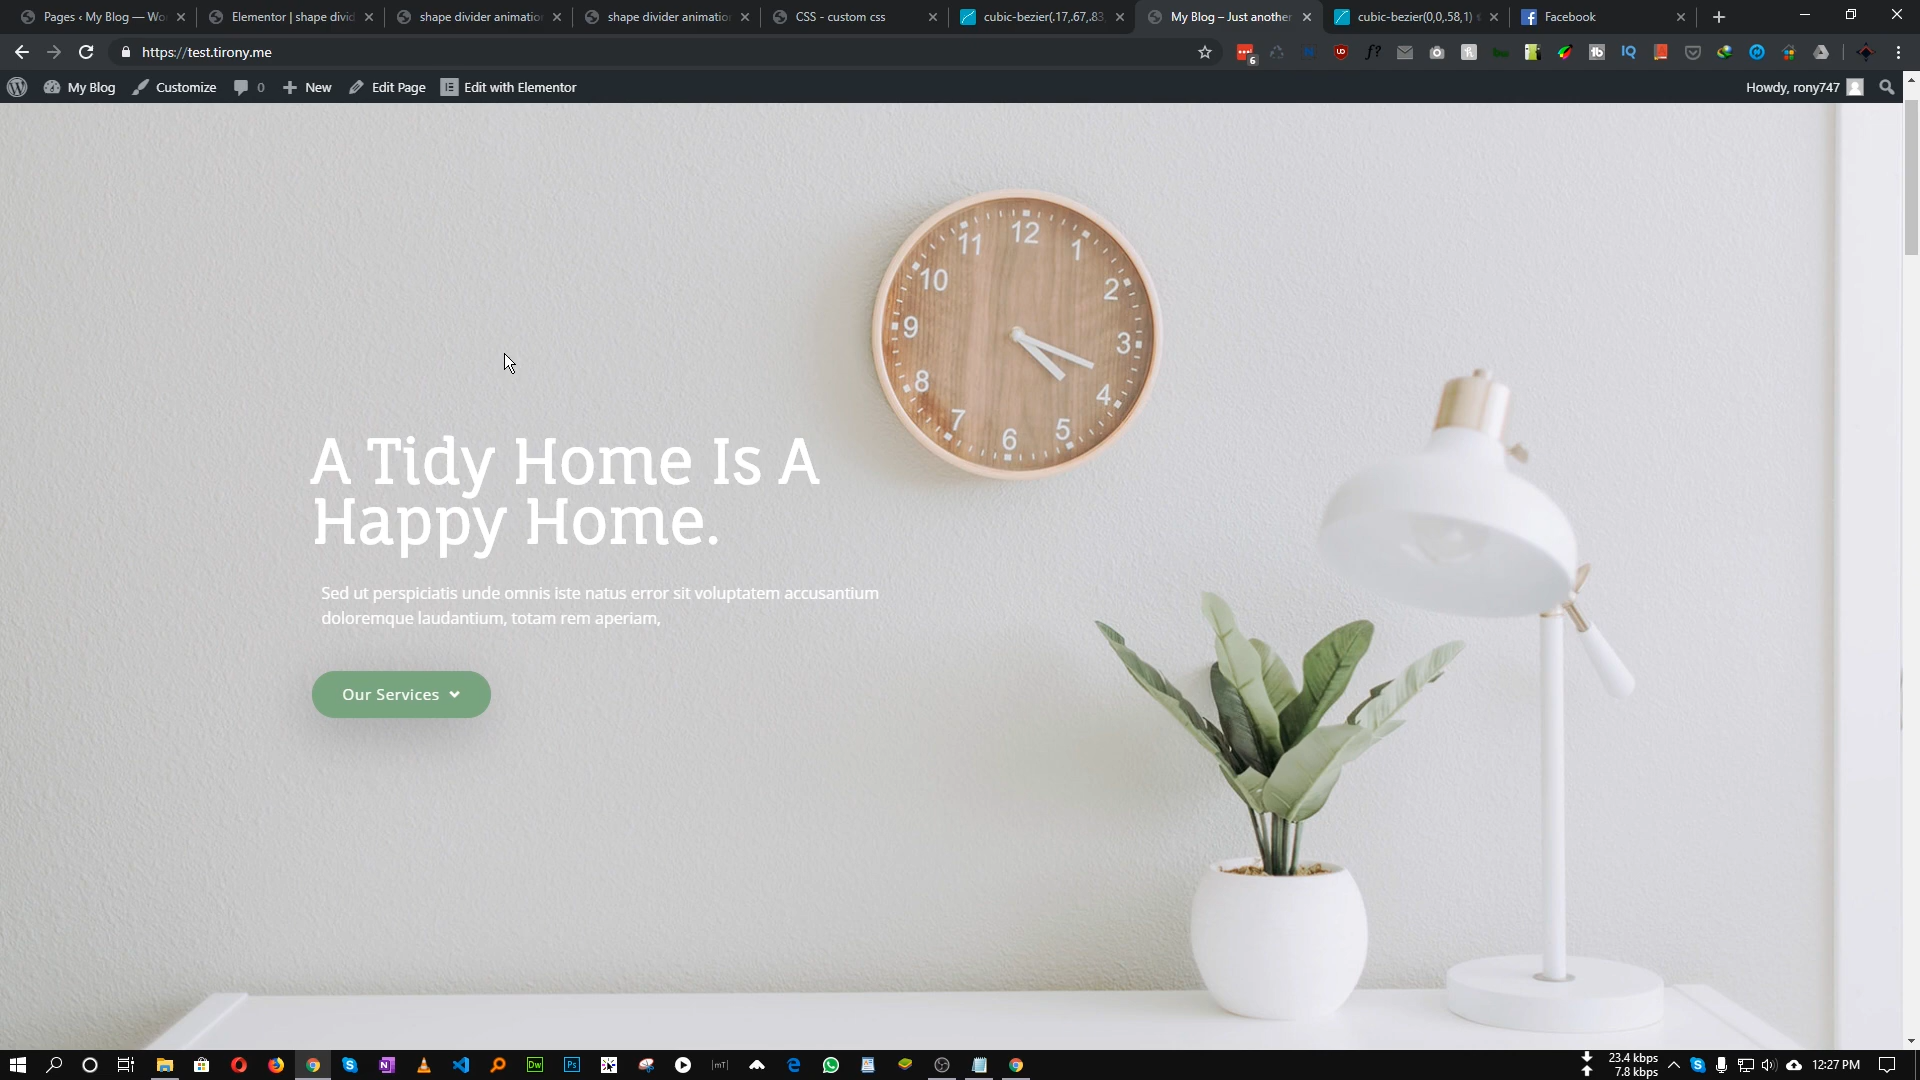 Pages ‹ My Blog — Wo
Elementor | shape divid
shape divider animatio
shape divider animatio
CSS - custom css
cubic-bezier(.17,.67,.83
My Blog – Just another
cubic-bezier(0,0,.58,1)
Facebook
https://test.tirony.me
6
My Blog
Customize
0
New
Edit Page
Edit with Elementor
Howdy, rony747
12
1
2
3
4
5
6
7
8
9
10
11
A Tidy Home Is A
Happy Home.
Sed ut perspiciatis unde omnis iste natus error sit voluptatem accusantium
doloremque laudantium, totam rem aperiam,
Our Services
23.4 kbps
7.8 kbps
12:27 PM